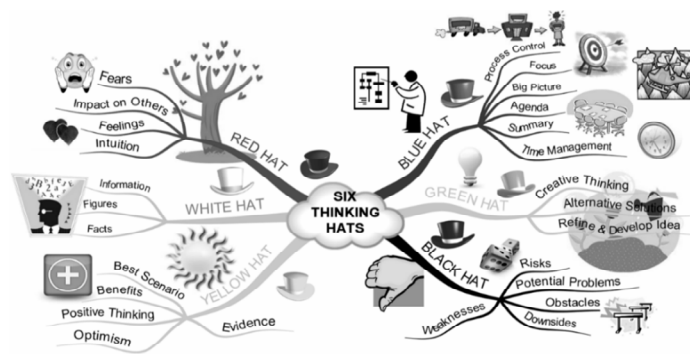 SIX
THINKING
HATS
RED HAT
Fears
Impact on Others
Feelings
Intuition
WHITE HAT
Information
Figures
Facts
YELLOW HAT
Best Scenario
Benefits
Positive Thinking
Optimism
Evidence
BLUE HAT
Process Control
Focus
Big Picture
Agenda
Summary
Time Management
GREEN HAT
Creative Thinking
Alternative Solutions
Refine & Develop Idea
BLACK HAT
Risks
Potential Problems
Obstacles
Downsides
Weaknesses